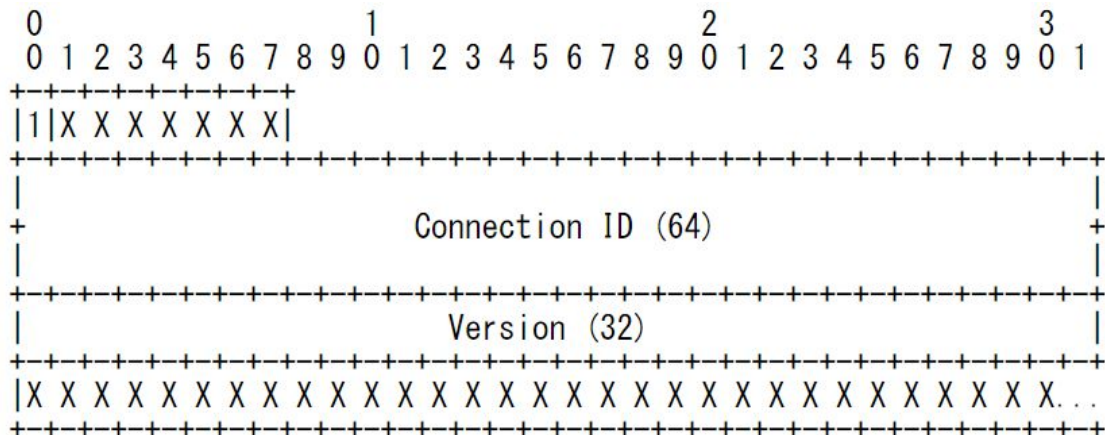 0                   1                   2                   3
0 1 2 3 4 5 6 7 8 9 0 1 2 3 4 5 6 7 8 9 0 1 2 3 4 5 6 7 8 9 0 1
+-+-+-+-+-+-+-+-+
|1|X X X X X X X|
+-+-+-+-+-+-+-+-+-+-+-+-+-+-+-+-+-+-+-+-+-+-+-+-+-+-+-+-+-+-+-+-+
|                                                               |
+                       Connection ID (64)                      +
|                                                               |
+-+-+-+-+-+-+-+-+-+-+-+-+-+-+-+-+-+-+-+-+-+-+-+-+-+-+-+-+-+-+-+-+
|                         Version (32)                          |
+-+-+-+-+-+-+-+-+-+-+-+-+-+-+-+-+-+-+-+-+-+-+-+-+-+-+-+-+-+-+-+-+
|X X X X X X X X X X X X X X X X X X X X X X X X X X X X X X X...
+-+-+-+-+-+-+-+-+-+-+-+-+-+-+-+-+-+-+-+-+-+-+-+-+-+-+-+-+-+-+-+-+